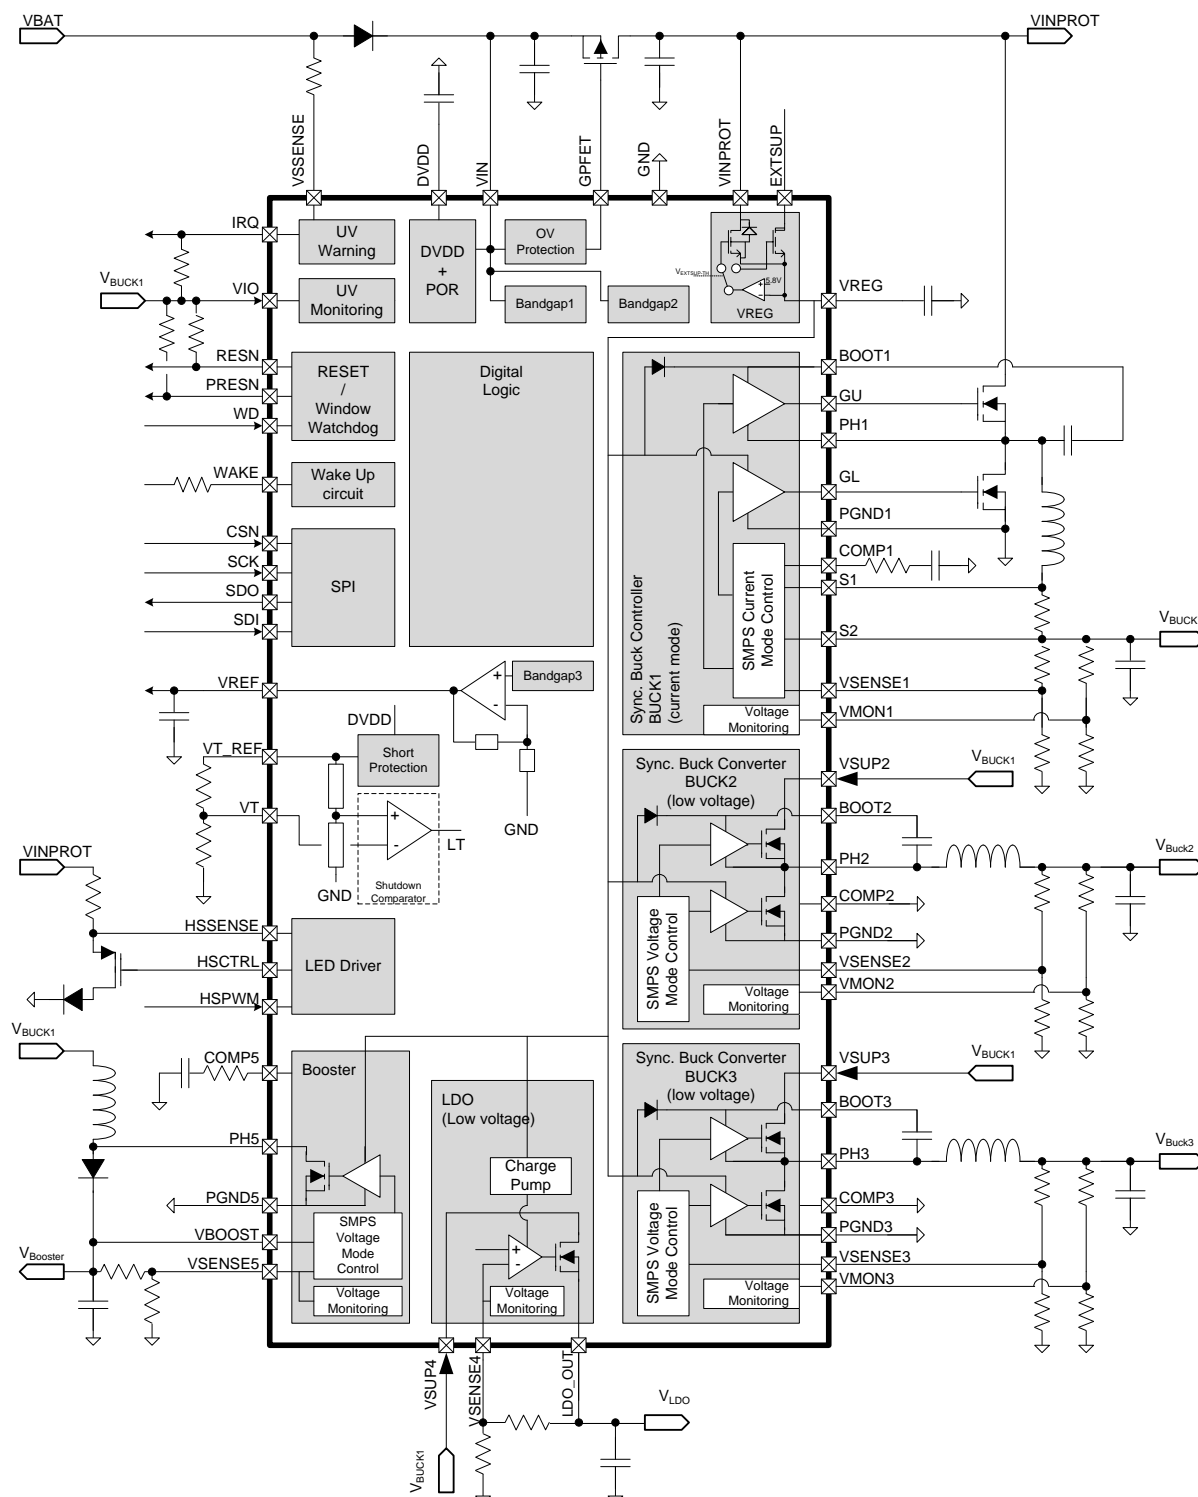 VBAT
VINPROT
VSSENSE
DVDD
VIN
GPFET
GND
VINPROT
EXTSUP
IRQ
UV
Warning
DVDD
+
POR
OV
Protection
VEXTSUP-TH
5.8V
+
-
VREG
VREG
VBUCK1
VIO
UV
Monitoring
Bandgap1
Bandgap2
RESN
PRESN
WD
RESET
/
Window
Watchdog
Digital
Logic
BOOT1
GU
PH1
GL
PGND1
COMP1
S1
S2
VSENSE1
VMON1
VBUCK
Sync. Buck Controller
BUCK1
(current mode)
SMPS Current
Mode Control
Voltage
Monitoring
WAKE
Wake Up
circuit
CSN
SCK
SDO
SDI
SPI
VREF
+
-
Bandgap3
DVDD
VT_REF
Short
Protection
VT
+
-
LT
GND
GND
Shutdown
Comparator
Sync. Buck Converter
BUCK2
(low voltage)
VSUP2
VBUCK1
BOOT2
PH2
VBuck2
COMP2
PGND2
VSENSE2
VMON2
SMPS Voltage
Mode Control
Voltage
Monitoring
VINPROT
HSSENSE
HSCTRL
HSPWM
LED Driver
VBUCK1
COMP5
Booster
PH5
PGND5
VBOOST
VSENSE5
VBooster
SMPS
Voltage
Mode
Control
Voltage
Monitoring
LDO
(Low voltage)
Charge
Pump
+
-
Voltage
Monitoring
Sync. Buck Converter
BUCK3
(low voltage)
VSUP3
VBUCK1
BOOT3
PH3
VBuck3
COMP3
PGND3
VSENSE3
VMON3
SMPS Voltage
Mode Control
Voltage
Monitoring
VSUP4
VSENSE4
LDO_OUT
VLDO
VBUCK1